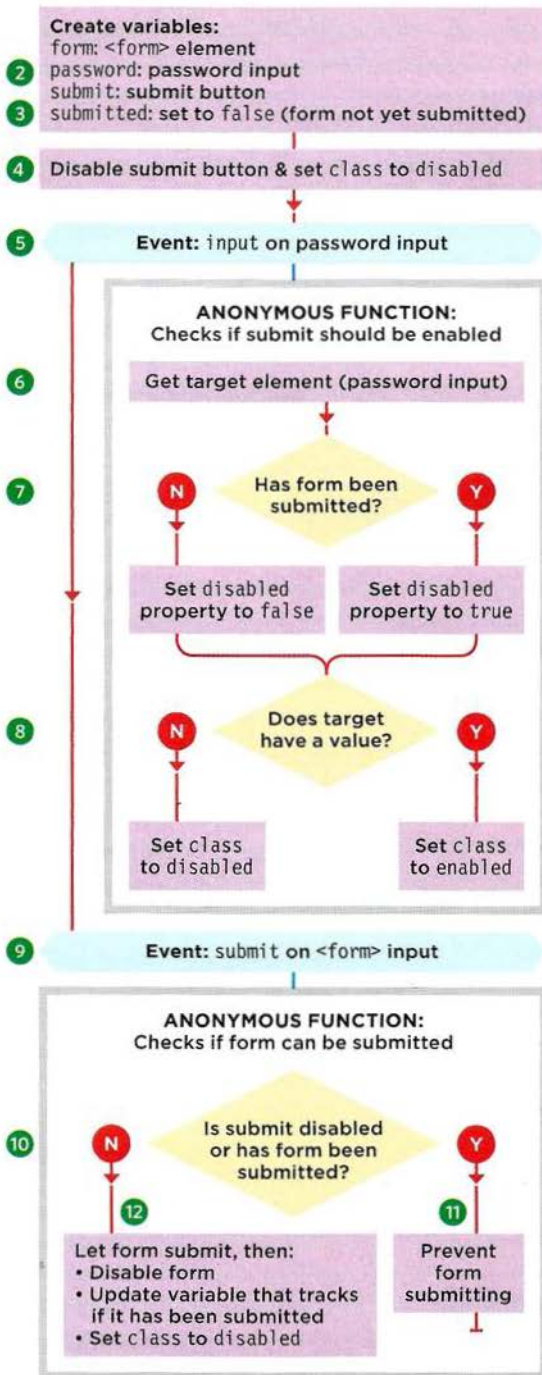 Create variables:
form: <form> element
2 password: password input
submit: submit button
3 submitted: set to false (form not yet submitted)
4 Disable submit button & set class to disabled
5 Event: input on password input
ANONYMOUS FUNCTION:
Checks if submit should be enabled
6 Get target element (password input)
7 N Has form been Y
submitted?
Set disabled
property to false
Set disabled
property to true
8 N Does target Y
have a value?
Set class
to disabled
Set class
to enabled
9 Event: submit on <form> input
ANONYMOUS FUNCTION:
Checks if form can be submitted
Is submit disabled
10 N or has form been Y
submitted?
12
11
Let form submit, then:
• Disable form
• Update variable that tracks
if it has been submitted
• Set class to disabled
Prevent
form
submitting